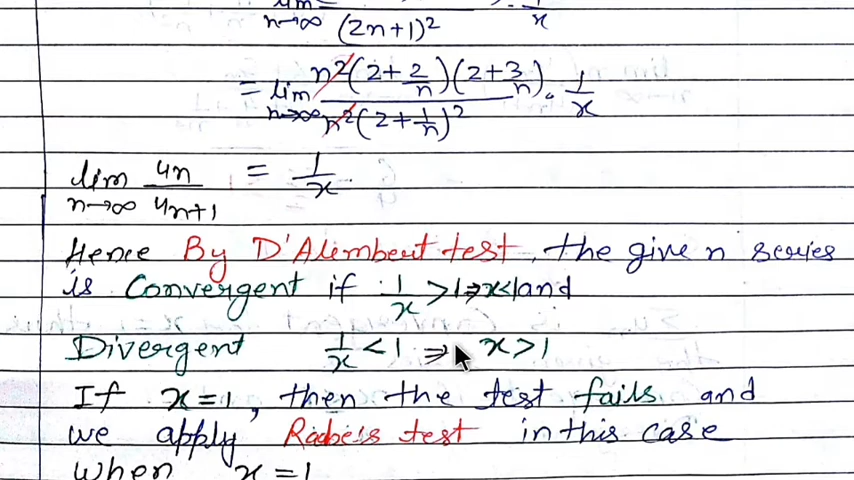 lim
n→∞ (2n+1)² · 1/x
= lim n→∞ n²(2+2/n)(2+3/n) / n²(2+1/n)² · 1/x
lim n→∞ un/un+1 = 1/x
Hence By D'Alembert test, the given series
is Convergent if 1/x > 1 ⇒ x<1 and
Divergent 1/x < 1 ⇒ x > 1
If x=1, then the test fails and
we apply Rabe's test in this case
When x=1